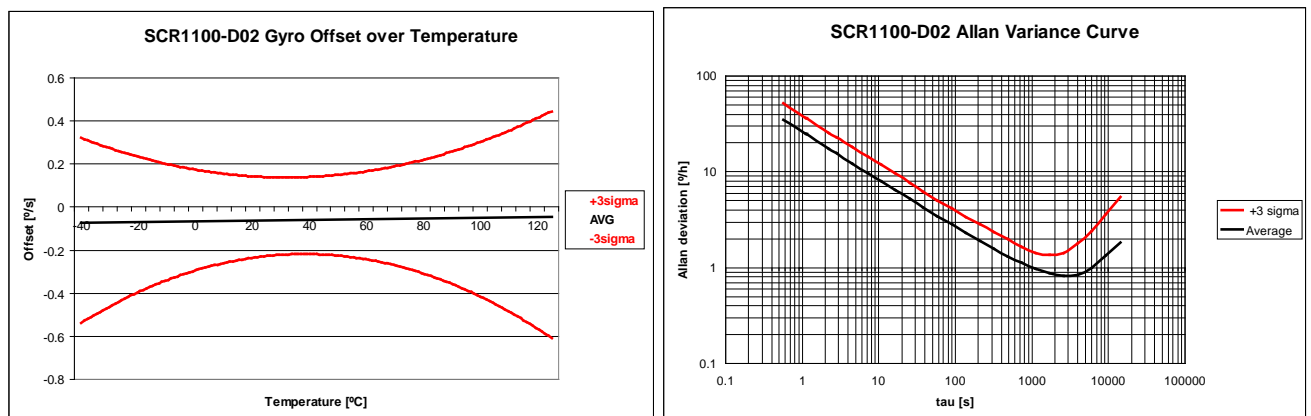 SCR1100-D02 Gyro Offset over Temperature
0.6
0.4
0.2
0
-0.2
-0.4
-0.6
-0.8
-40 -20 0 20 40 60 80 100 120
Offset [º/s]
Temperature [ºC]
+3sigma
AVG
-3sigma
SCR1100-D02 Allan Variance Curve
100
10
1
0.1
0.1 1 10 100 1000 10000 100000
Allan deviation [º/h]
tau [s]
+3 sigma
Average